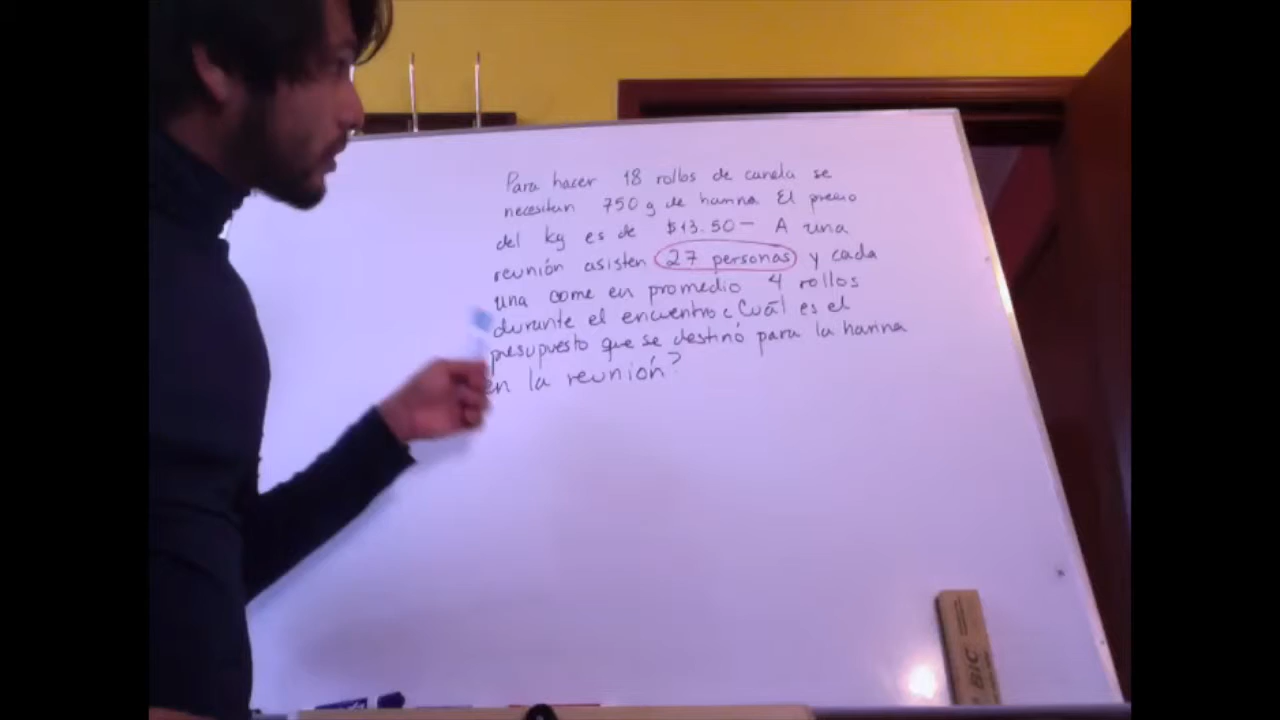 Para hacer 18 rollos de canela se
necesitan 750 g de harina El precio
del kg es de $13.50- A una
reunión asisten 27 personas y cada
una come en promedio 4 rollos
durante el encuentro ¿Cuál es el
presupuesto que se destinó para la harina
en la reunión?
BIC